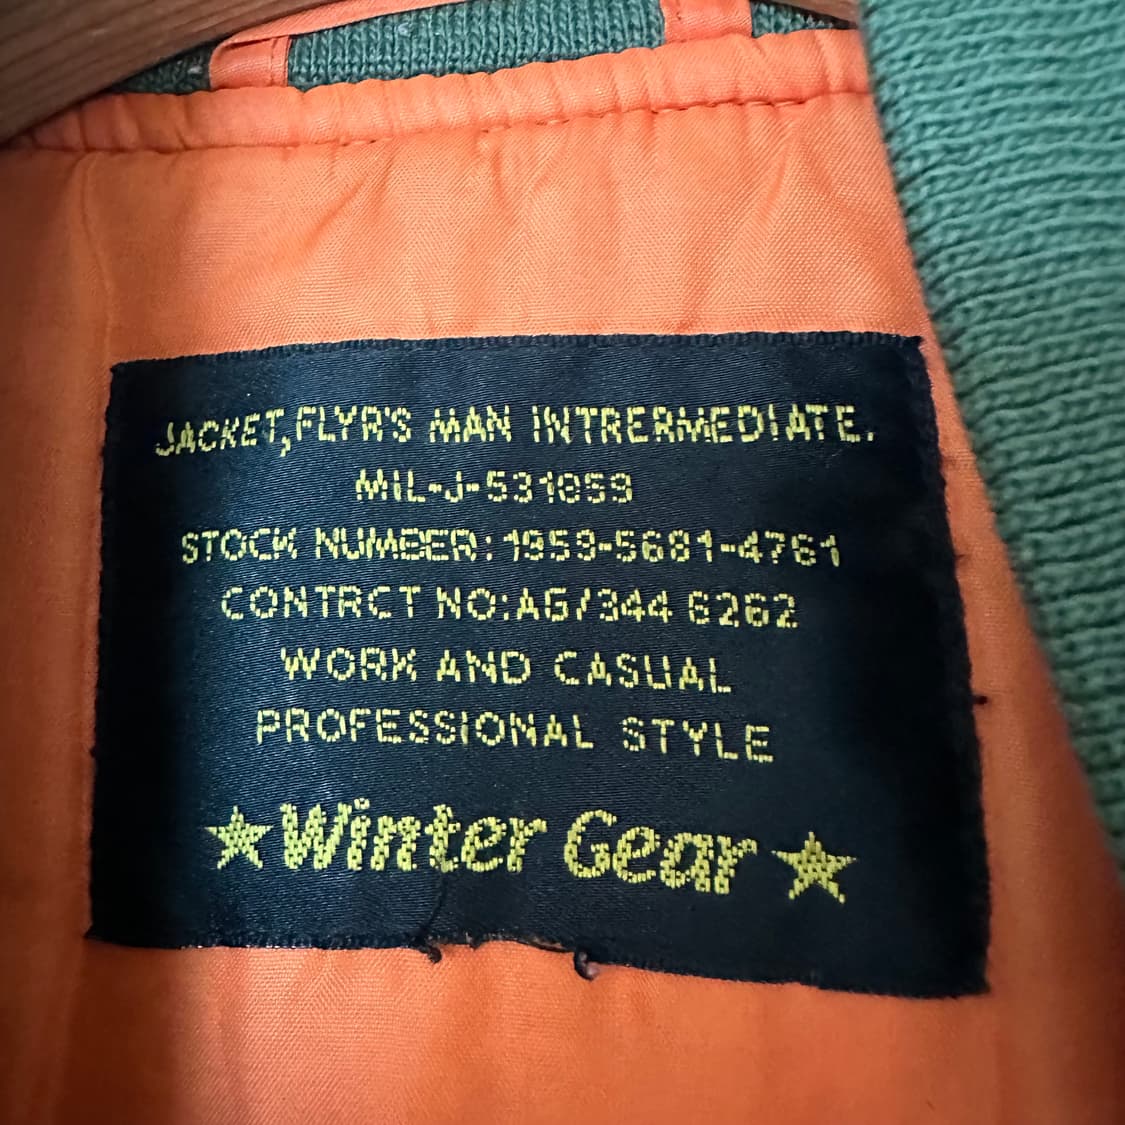 JACKET, FLYR'S MAN INTRERMEDIATE.
MIL-J-531059
STOCK NUMBER: 1959-5681-4761
CONTRCT NO: AG/344 6262
WORK AND CASUAL
PROFESSIONAL STYLE
★ Winter Gear ★